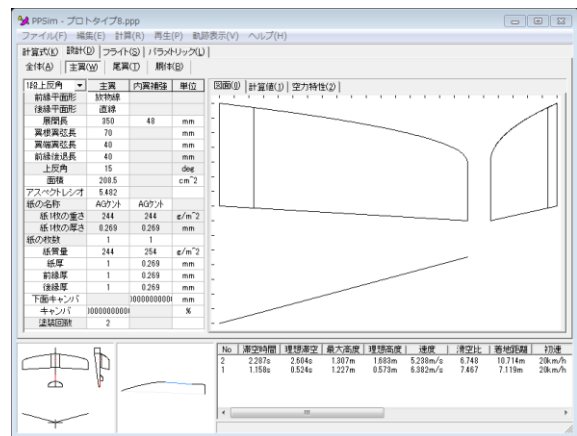 PPSim - プロトタイプ8.ppp
ファイル(F) 編集(E) 計算(R) 再生(P) 軌跡表示(V) ヘルプ(H)
計算式(K) 設計(D) フライト(S) パラメトリック(L)
全体(A) 主翼(W) 尾翼(T) 胴体(B)
1段上反角 主翼 内翼補強 単位
前縁平面形 放物線
後縁平面形 直線
展開長 350 48 mm
翼根翼弦長 70 mm
翼端翼弦長 40 mm
前縁後退長 40 mm
上反角 15 deg
面積 208.5 cm^2
アスペクトレシオ 5.482
紙の名称 AGケント AGケント
紙1枚の重さ 244 244 g/m^2
紙1枚の厚さ 0.269 0.269 mm
紙の枚数 1 1
紙質量 244 254 g/m^2
紙厚 1 0.269 mm
前縁厚 1 0.269 mm
後縁厚 1 0.269 mm
下面キャンバ mm
キャンバ %
塗装回数 2
図面(0) 計算値(1) 空力特性(2)
No 滞空時間 理想滞空 最大高度 理想高度 速度 滑空比 着地距離 初速
2 2.287s 2.604s 1.307m 1.683m 5.238m/s 6.748 10.714m 20km/h
1 1.158s 0.524s 1.227m 0.573m 6.382m/s 7.467 7.119m 20km/h